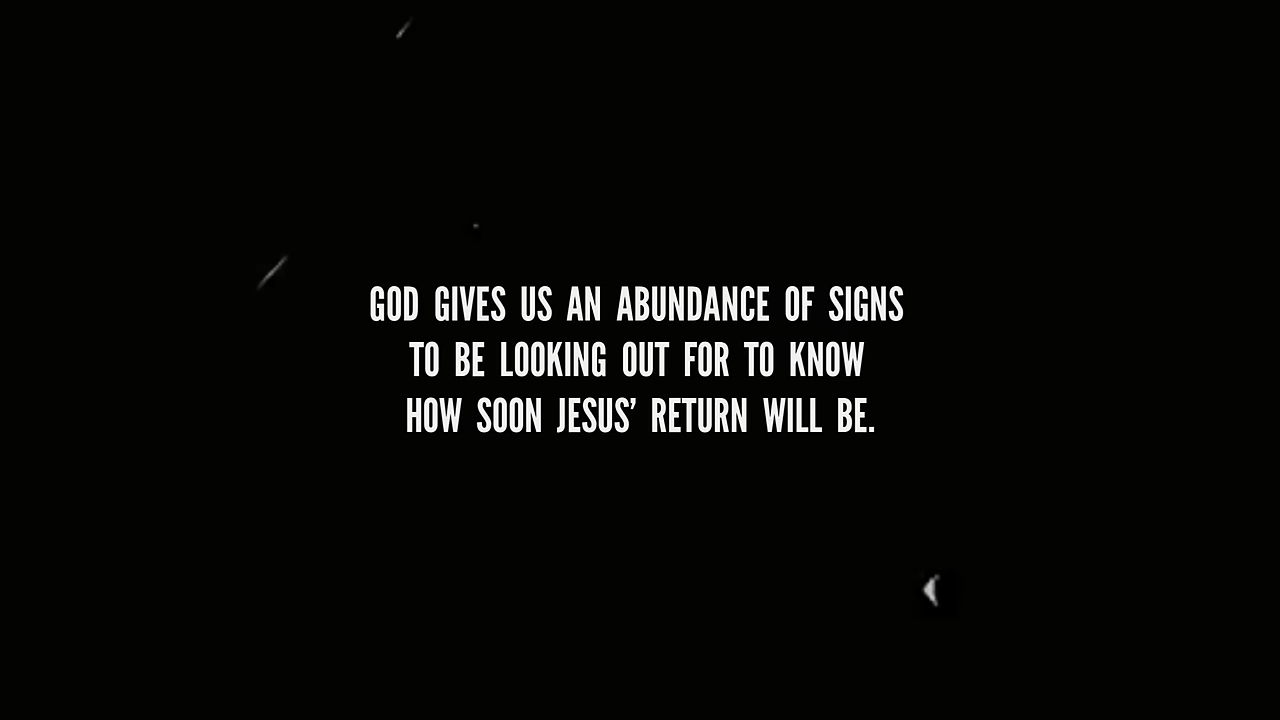 GOD GIVES US AN ABUNDANCE OF SIGNS
TO BE LOOKING OUT FOR TO KNOW
HOW SOON JESUS’ RETURN WILL BE.